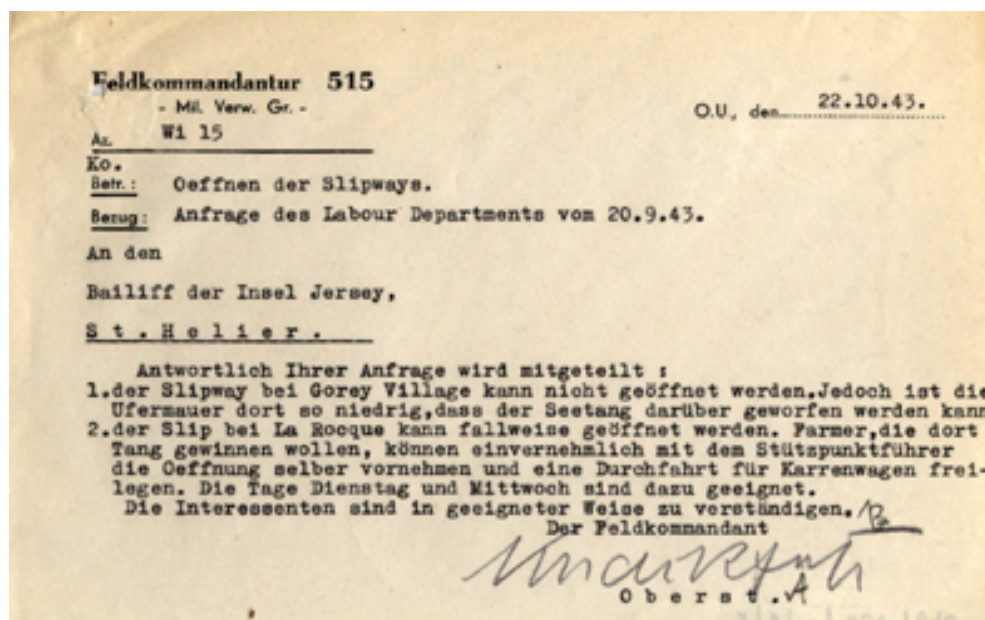 Feldkommandantur 515
- Mil. Verw. Gr. -
O.U., den 22.10.43.
Az. Wi 15
Ko.
Betr.: Oeffnen der Slipways.
Bezug: Anfrage des Labour Departments vom 20.9.43.
An den
Bailiff der Insel Jersey,
St.Helier.
Antwortlich Ihrer Anfrage wird mitgeteilt :
1.der Slipway bei Gorey Village kann nicht geöffnet werden.Jedoch ist die
Ufermauer dort so niedrig,dass der Seetang darüber geworfen werden kann
2.der Slip bei La Rocque kann fallweise geöffnet werden. Farmer,die dort
Tang gewinnen wollen, können einvernehmlich mit dem Stützpunktführer
die Oeffnung selber vornehmen und eine Durchfahrt für Karrenwagen frei-
legen. Die Tage Dienstag und Mittwoch sind dazu geeignet.
Die Interessenten sind in geeigneter Weise zu verständigen.
Der Feldkommandant
Oberst.